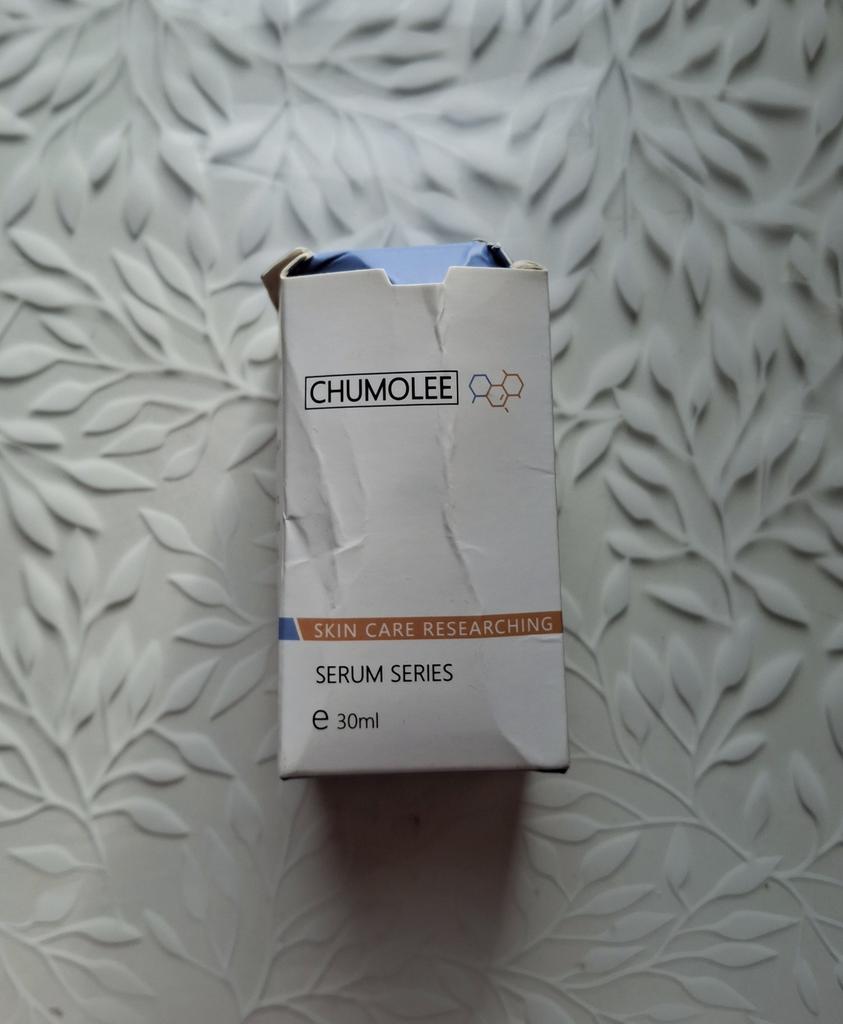 CHUMOLEE
SKIN CARE RESEARCHING
SERUM SERIES
e 30ml